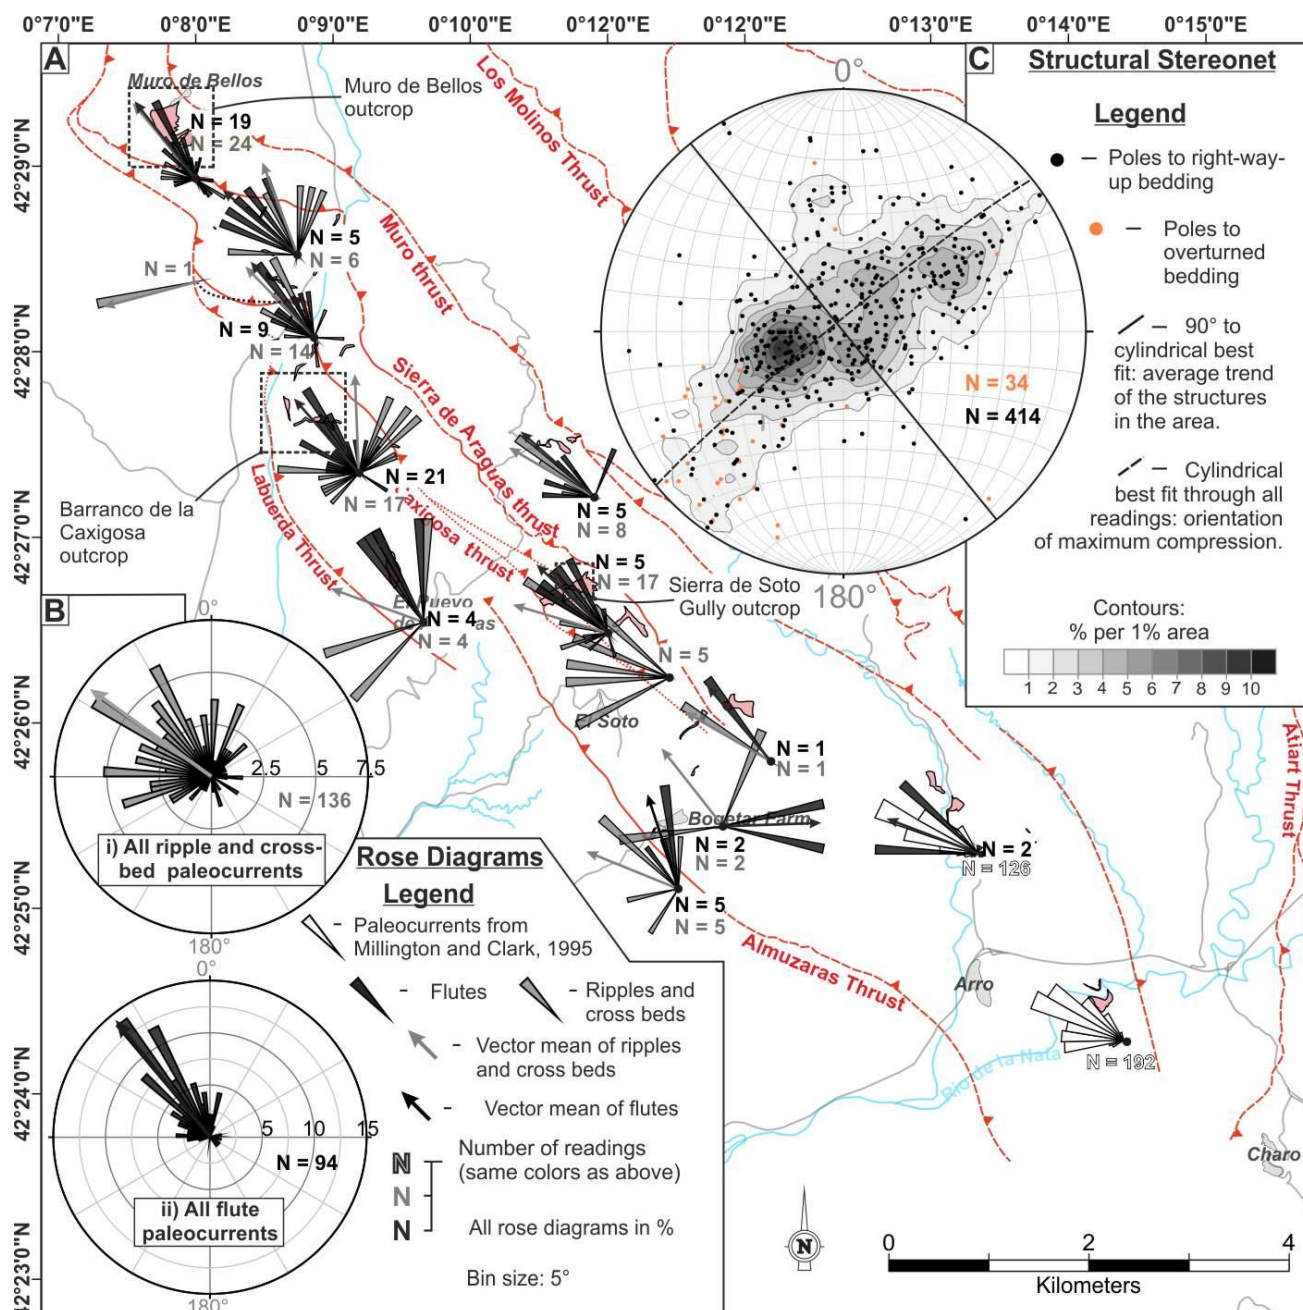 0°7'0"E 0°8'0"E 0°9'0"E 0°10'0"E 0°12'0"E 0°12'0"E 0°13'0"E 0°14'0"E 0°15'0"E
42°29'0"N
42°28'0"N
42°27'0"N
42°26'0"N
42°25'0"N
42°24'0"N
42°23'0"N
A
Muro de Bellos
Muro de Bellos
outcrop
N = 19
N = 24
N = 5
N = 6
N = 1
N = 9
N = 14
N = 21
N = 17
Barranco de la
Caxigosa
outcrop
Los Molinos Thrust
Muro thrust
Sierra de Araguas thrust
Labuerda Thrust
Caxigosa thrust
N = 5
N = 8
N = 5
N = 17
Sierra de Soto
Gully outcrop
N = 4
N = 4
N = 5
El Soto
N = 1
N = 1
Bogetar Farm
N = 2
N = 2
N = 5
N = 5
N = 2
N = 126
Almuzaras Thrust
Atiart Thrust
Arro
Rio de la Nata
N = 192
Charo
N
0 2 4
Kilometers
B
0°
2.5 5 7.5
N = 136
i) All ripple and cross-
bed paleocurrents
180°
0°
5 10 15
N = 94
ii) All flute
paleocurrents
180°
Rose Diagrams
Legend
– Paleocurrents from
Millington and Clark, 1995
– Flutes
– Ripples and
cross beds
– Vector mean of ripples
and cross beds
– Vector mean of flutes
N
N
N
Number of readings
(same colors as above)
All rose diagrams in %
Bin size: 5°
C
Structural Stereonet
0°
180°
N = 34
N = 414
Legend
– Poles to right-way-
up bedding
– Poles to
overturned
bedding
– 90° to
cylindrical best
fit: average trend
of the structures
in the area.
– Cylindrical
best fit through all
readings: orientation
of maximum compression.
Contours:
% per 1% area
1 2 3 4 5 6 7 8 9 10